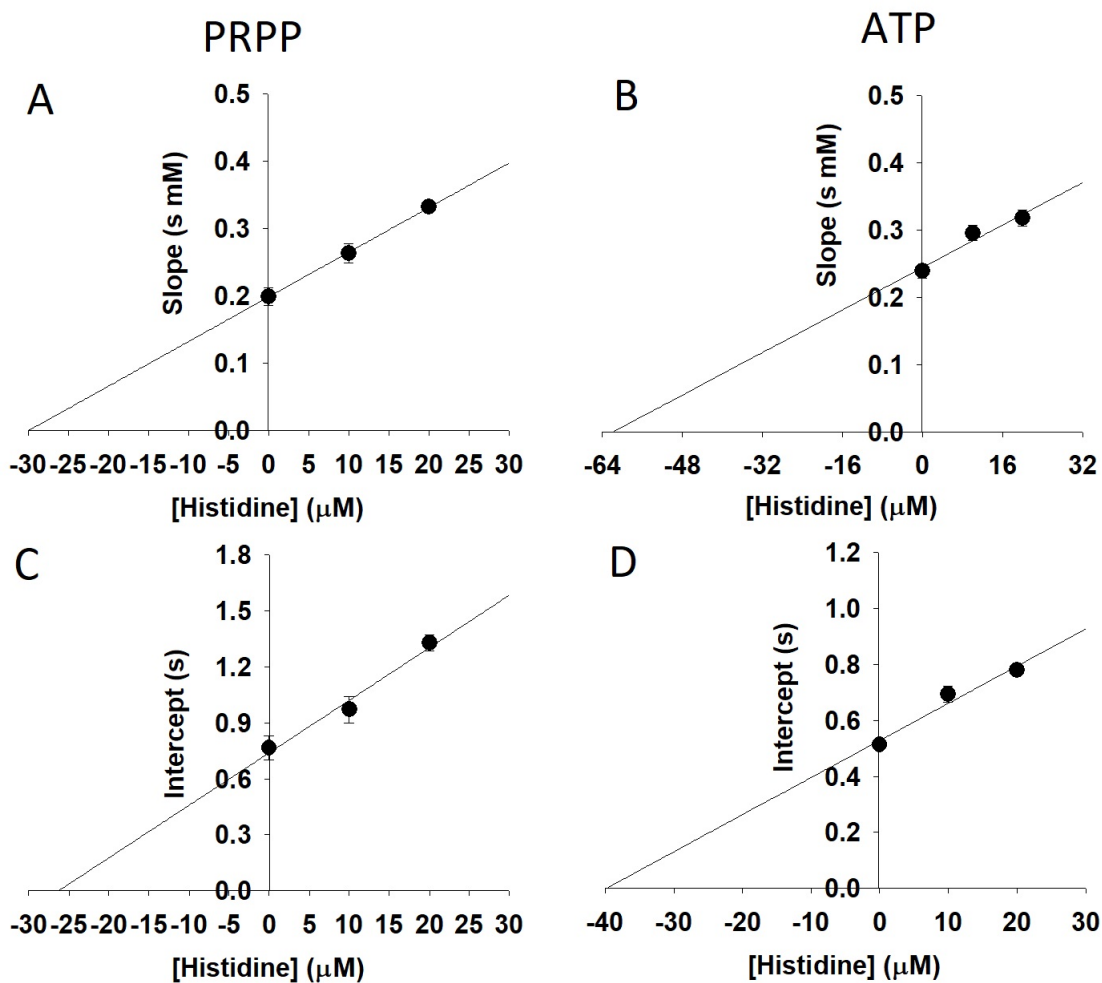 PRPP
ATP
A
0.5
0.4
0.3
0.2
0.1
0.0
Slope (s mM)
-30 -25 -20 -15 -10 -5 0 5 10 15 20 25 30
[Histidine] (μM)
B
0.5
0.4
0.3
0.2
0.1
0.0
Slope (s mM)
-64 -48 -32 -16 0 16 32
[Histidine] (μM)
C
1.8
1.5
1.2
0.9
0.6
0.3
0.0
Intercept (s)
-30 -25 -20 -15 -10 -5 0 5 10 15 20 25 30
[Histidine] (μM)
D
1.2
1.0
0.8
0.6
0.4
0.2
0.0
Intercept (s)
-40 -30 -20 -10 0 10 20 30
[Histidine] (μM)